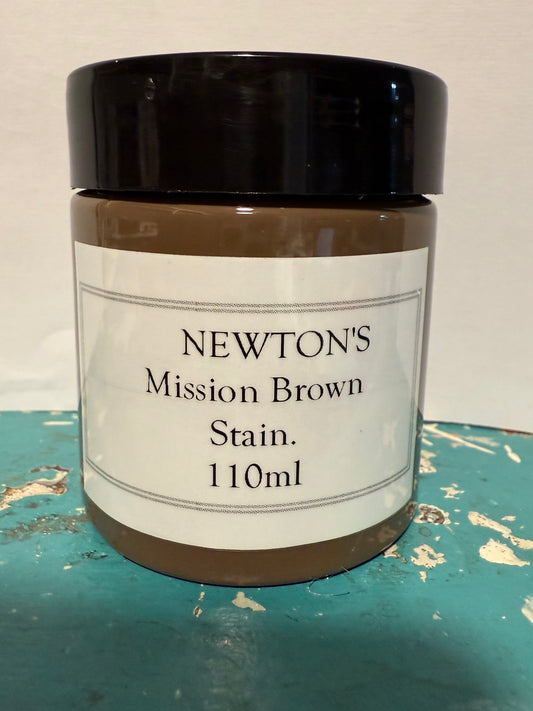 NEWTON'S
Mission Brown
Stain.
110ml